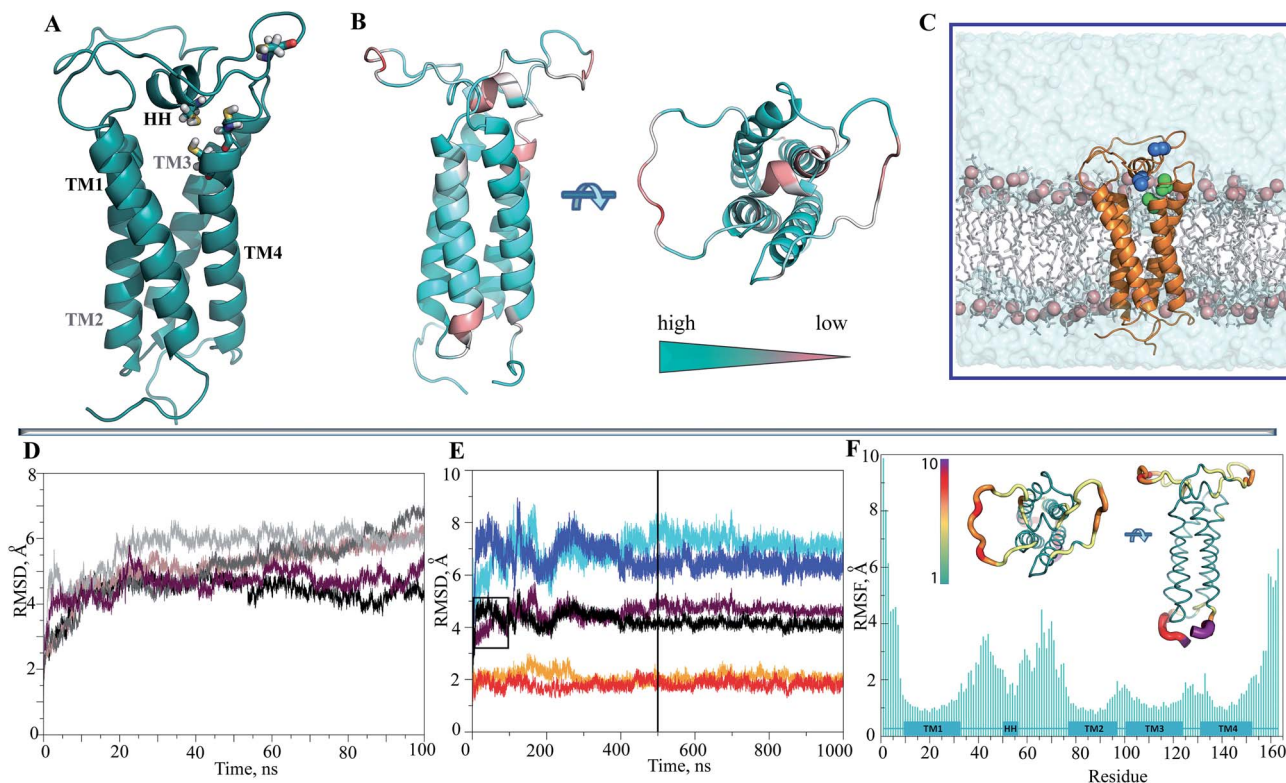 A
HH
TM3
TM1
TM4
TM2
B
high
low
C
D
RMSD, Å
8
6
4
2
0
0
20
40
60
80
100
Time, ns
E
RMSD, Å
10
8
6
4
2
0
0
200
400
600
800
1000
Time, ns
F
RMSF, Å
10
8
6
4
2
0
10
1
TM1
HH
TM2
TM3
TM4
0
20
40
60
80
100
120
140
160
Residue